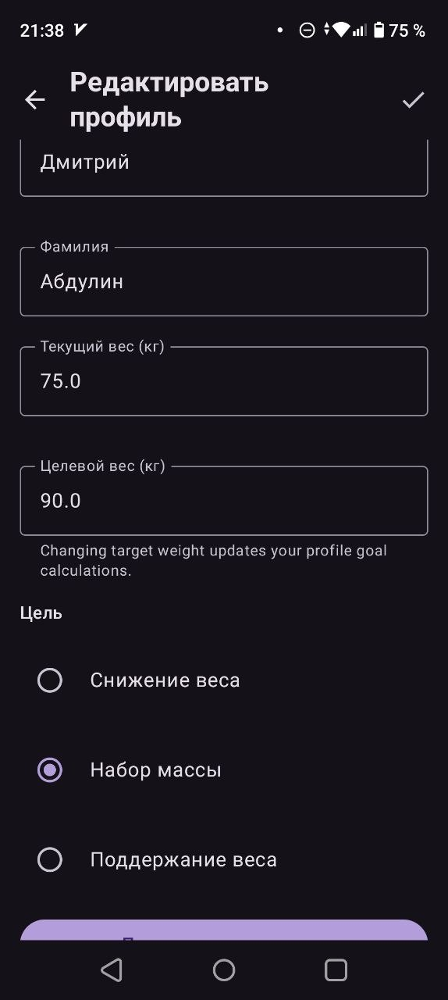 21:38
75 %
Редактировать
профиль
Дмитрий
Фамилия
Абдулин
Текущий вес (кг)
75.0
Целевой вес (кг)
90.0
Changing target weight updates your profile goal
calculations.
Цель
Снижение веса
Набор массы
Поддержание веса